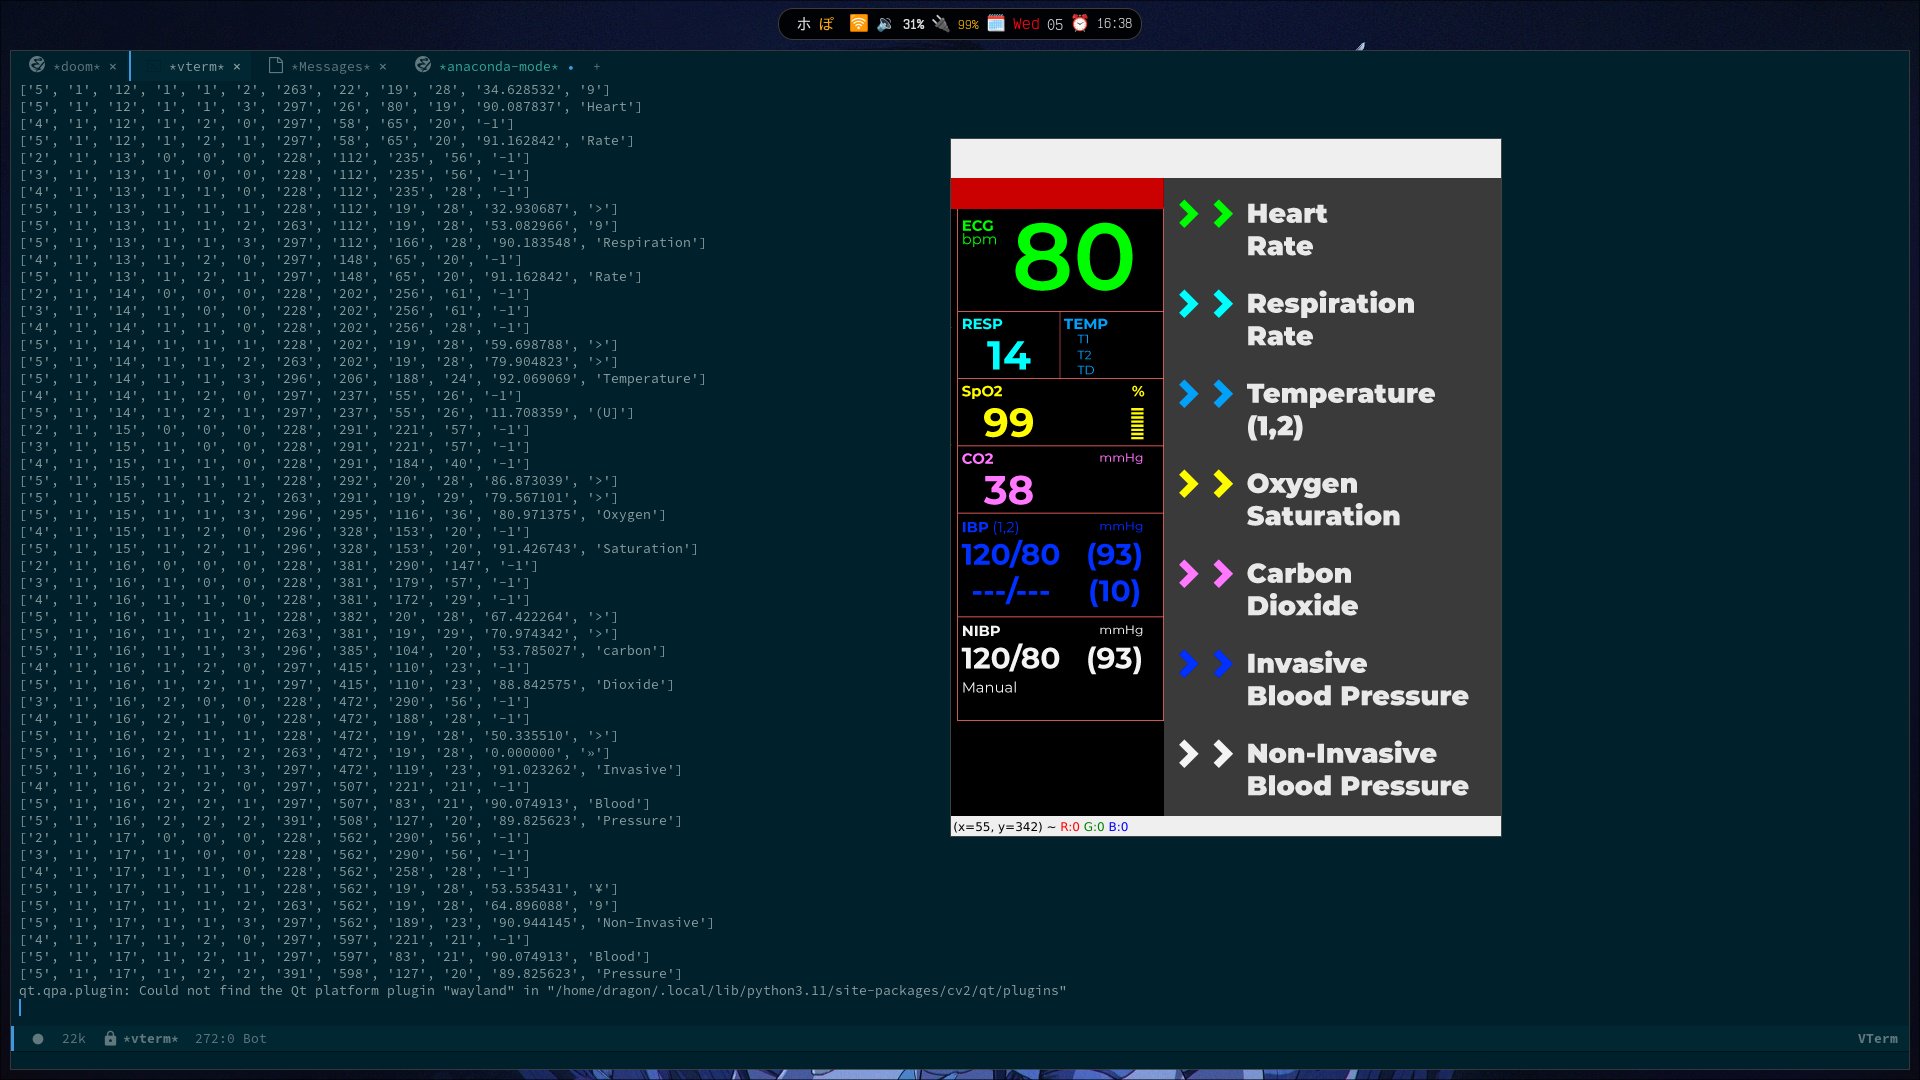 ホ ぽ 31% 99% Wed 05 16:38
*doom* × *vterm* × *Messages* × *anaconda-mode* • +
['5', '1', '12', '1', '1', '2', '263', '22', '19', '28', '34.628532', '9']
['5', '1', '12', '1', '1', '3', '297', '26', '80', '19', '90.087837', 'Heart']
['4', '1', '12', '1', '2', '0', '297', '58', '65', '20', '-1']
['5', '1', '12', '1', '2', '1', '297', '58', '65', '20', '91.162842', 'Rate']
['2', '1', '13', '0', '0', '0', '228', '112', '235', '56', '-1']
['3', '1', '13', '1', '0', '0', '228', '112', '235', '56', '-1']
['4', '1', '13', '1', '1', '0', '228', '112', '235', '28', '-1']
['5', '1', '13', '1', '1', '1', '228', '112', '19', '28', '32.930687', '>']
['5', '1', '13', '1', '1', '2', '263', '112', '19', '28', '53.082966', '9']
['5', '1', '13', '1', '1', '3', '297', '112', '166', '28', '90.183548', 'Respiration']
['4', '1', '13', '1', '2', '0', '297', '148', '65', '20', '-1']
['5', '1', '13', '1', '2', '1', '297', '148', '65', '20', '91.162842', 'Rate']
['2', '1', '14', '0', '0', '0', '228', '202', '256', '61', '-1']
['3', '1', '14', '1', '0', '0', '228', '202', '256', '61', '-1']
['4', '1', '14', '1', '1', '0', '228', '202', '256', '28', '-1']
['5', '1', '14', '1', '1', '1', '228', '202', '19', '28', '59.698788', '>']
['5', '1', '14', '1', '1', '2', '263', '202', '19', '28', '79.904823', '>']
['5', '1', '14', '1', '1', '3', '296', '206', '188', '24', '92.069069', 'Temperature']
['4', '1', '14', '1', '2', '0', '297', '237', '55', '26', '-1']
['5', '1', '14', '1', '2', '1', '297', '237', '55', '26', '11.708359', '(U]']
['2', '1', '15', '0', '0', '0', '228', '291', '221', '57', '-1']
['3', '1', '15', '1', '0', '0', '228', '291', '221', '57', '-1']
['4', '1', '15', '1', '1', '0', '228', '291', '184', '40', '-1']
['5', '1', '15', '1', '1', '1', '228', '292', '20', '28', '86.873039', '>']
['5', '1', '15', '1', '1', '2', '263', '291', '19', '29', '79.567101', '>']
['5', '1', '15', '1', '1', '3', '296', '295', '116', '36', '80.971375', 'Oxygen']
['4', '1', '15', '1', '2', '0', '296', '328', '153', '20', '-1']
['5', '1', '15', '1', '2', '1', '296', '328', '153', '20', '91.426743', 'Saturation']
['2', '1', '16', '0', '0', '0', '228', '381', '290', '147', '-1']
['3', '1', '16', '1', '0', '0', '228', '381', '179', '57', '-1']
['4', '1', '16', '1', '1', '0', '228', '381', '172', '29', '-1']
['5', '1', '16', '1', '1', '1', '228', '382', '20', '28', '67.422264', '>']
['5', '1', '16', '1', '1', '2', '263', '381', '19', '29', '70.974342', '>']
['5', '1', '16', '1', '1', '3', '296', '385', '104', '20', '53.785027', 'carbon']
['4', '1', '16', '1', '2', '0', '297', '415', '110', '23', '-1']
['5', '1', '16', '1', '2', '1', '297', '415', '110', '23', '88.842575', 'Dioxide']
['3', '1', '16', '2', '0', '0', '228', '472', '290', '56', '-1']
['4', '1', '16', '2', '1', '0', '228', '472', '188', '28', '-1']
['5', '1', '16', '2', '1', '1', '228', '472', '19', '28', '50.335510', '>']
['5', '1', '16', '2', '1', '2', '263', '472', '19', '28', '0.000000', '»']
['5', '1', '16', '2', '1', '3', '297', '472', '119', '23', '91.023262', 'Invasive']
['4', '1', '16', '2', '2', '0', '297', '507', '221', '21', '-1']
['5', '1', '16', '2', '2', '1', '297', '507', '83', '21', '90.074913', 'Blood']
['5', '1', '16', '2', '2', '2', '391', '508', '127', '20', '89.825623', 'Pressure']
['2', '1', '17', '0', '0', '0', '228', '562', '290', '56', '-1']
['3', '1', '17', '1', '0', '0', '228', '562', '290', '56', '-1']
['4', '1', '17', '1', '1', '0', '228', '562', '258', '28', '-1']
['5', '1', '17', '1', '1', '1', '228', '562', '19', '28', '53.535431', '¥']
['5', '1', '17', '1', '1', '2', '263', '562', '19', '28', '64.896088', '9']
['5', '1', '17', '1', '1', '3', '297', '562', '189', '23', '90.944145', 'Non-Invasive']
['4', '1', '17', '1', '2', '0', '297', '597', '221', '21', '-1']
['5', '1', '17', '1', '2', '1', '297', '597', '83', '21', '90.074913', 'Blood']
['5', '1', '17', '1', '2', '2', '391', '598', '127', '20', '89.825623', 'Pressure']
qt.qpa.plugin: Could not find the Qt platform plugin "wayland" in "/home/dragon/.local/lib/python3.11/site-packages/cv2/qt/plugins"
ECG
bpm
80
RESP
14
TEMP
T1
T2
TD
SpO2 %
99
CO2 mmHg
38
IBP (1,2) mmHg
120/80 (93)
---/--- (10)
NIBP mmHg
120/80 (93)
Manual
Heart
Rate
Respiration
Rate
Temperature
(1,2)
Oxygen
Saturation
Carbon
Dioxide
Invasive
Blood Pressure
Non-Invasive
Blood Pressure
(x=55, y=342) ~ R:0 G:0 B:0
22k *vterm* 272:0 Bot VTerm